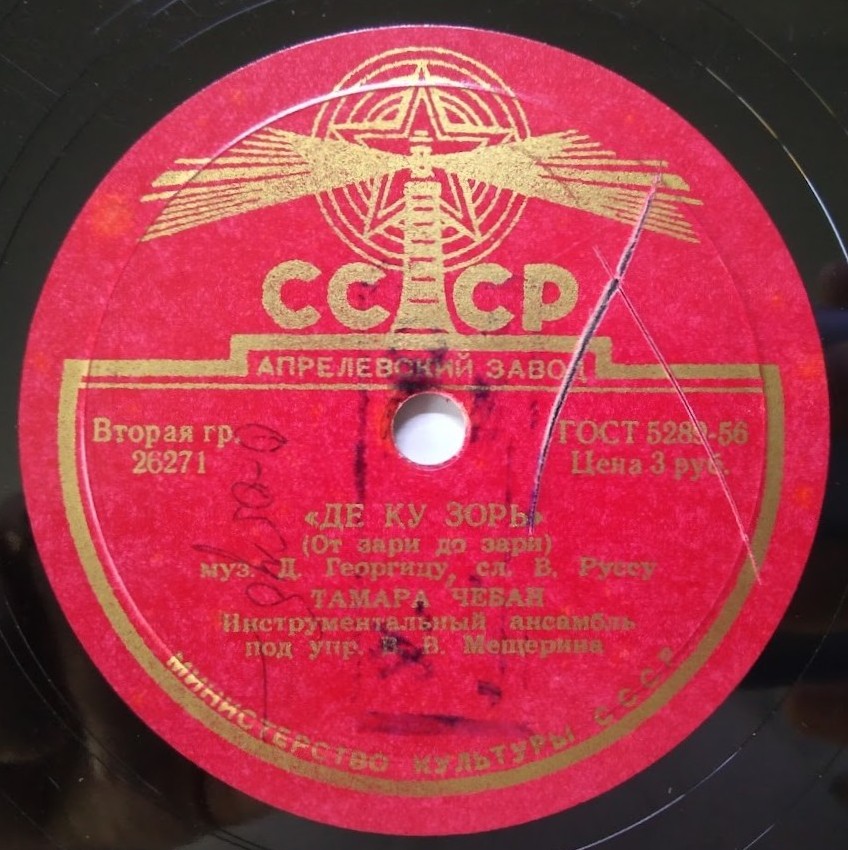 СССР
АПРЕЛЕВСКИЙ ЗАВОД
Вторая гр.
26271
ГОСТ 5289-56
Цена 3 руб.
«ДЕ КУ ЗОРЬ»
(От зари до зари)
муз. Д. Георгицу, сл. В. Руссу
ТАМАРА ЧЕБАН
Инструментальный ансамбль
под упр. В. В. Мещерина
МИНИСТЕРСТВО КУЛЬТУРЫ СССР